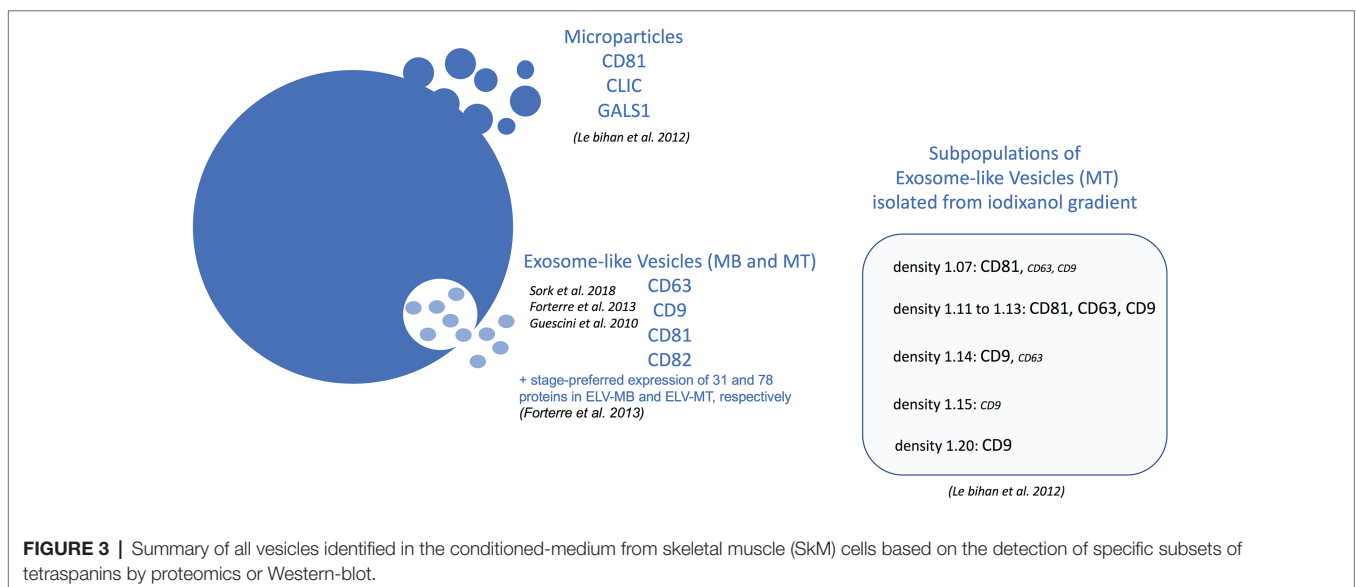 Microparticles
CD81
CLIC
GALS1
(Le bihan et al. 2012)
Exosome-like Vesicles (MB and MT)
Sork et al. 2018
Forterre et al. 2013
Guescini et al. 2010
CD63
CD9
CD81
CD82
+ stage-preferred expression of 31 and 78
proteins in ELV-MB and ELV-MT, respectively
(Forterre et al. 2013)
Subpopulations of
Exosome-like Vesicles (MT)
isolated from iodixanol gradient
density 1.07: CD81, CD63, CD9
density 1.11 to 1.13: CD81, CD63, CD9
density 1.14: CD9, CD63
density 1.15: CD9
density 1.20: CD9
(Le bihan et al. 2012)
FIGURE 3 | Summary of all vesicles identified in the conditioned-medium from skeletal muscle (SkM) cells based on the detection of specific subsets of
tetraspanins by proteomics or Western-blot.